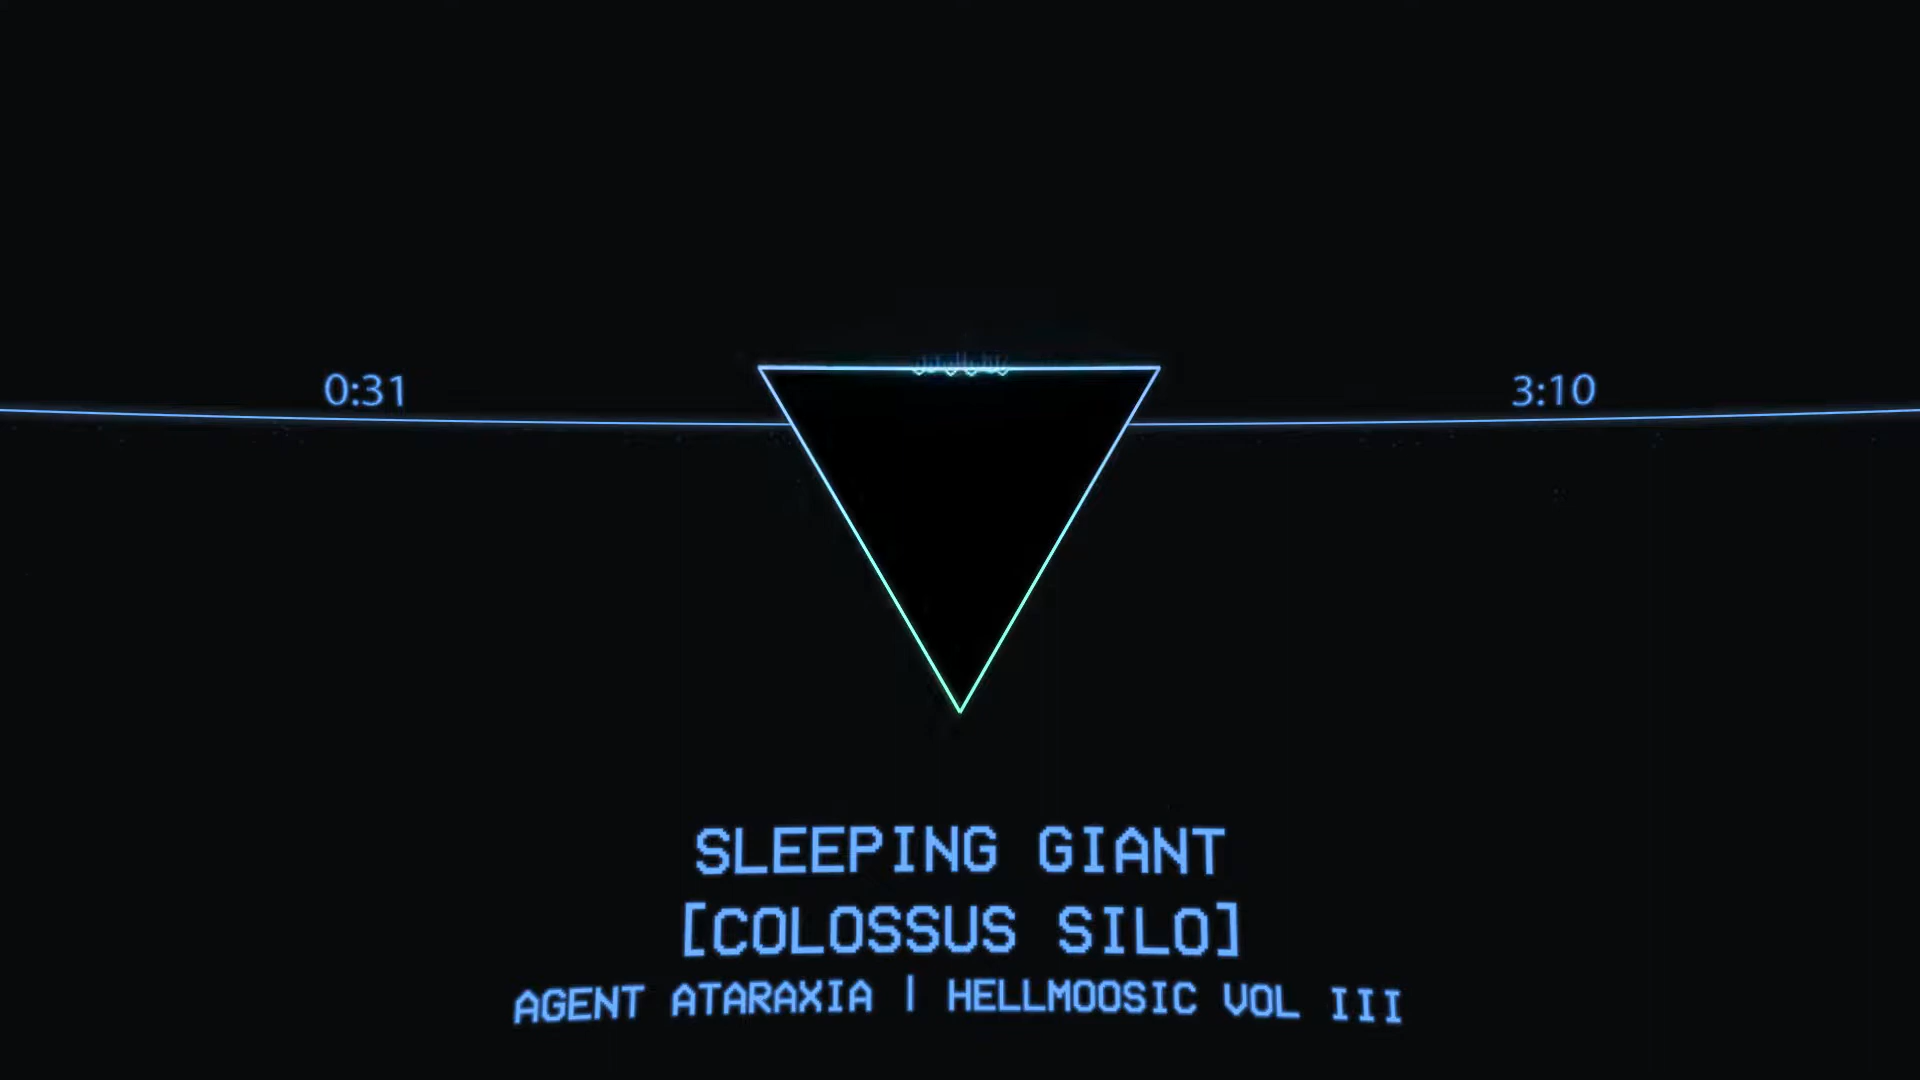 0:31
3:10
SLEEPING GIANT
[COLOSSUS SILO]
AGENT ATARAXIA | HELLMOOSIC VOL III